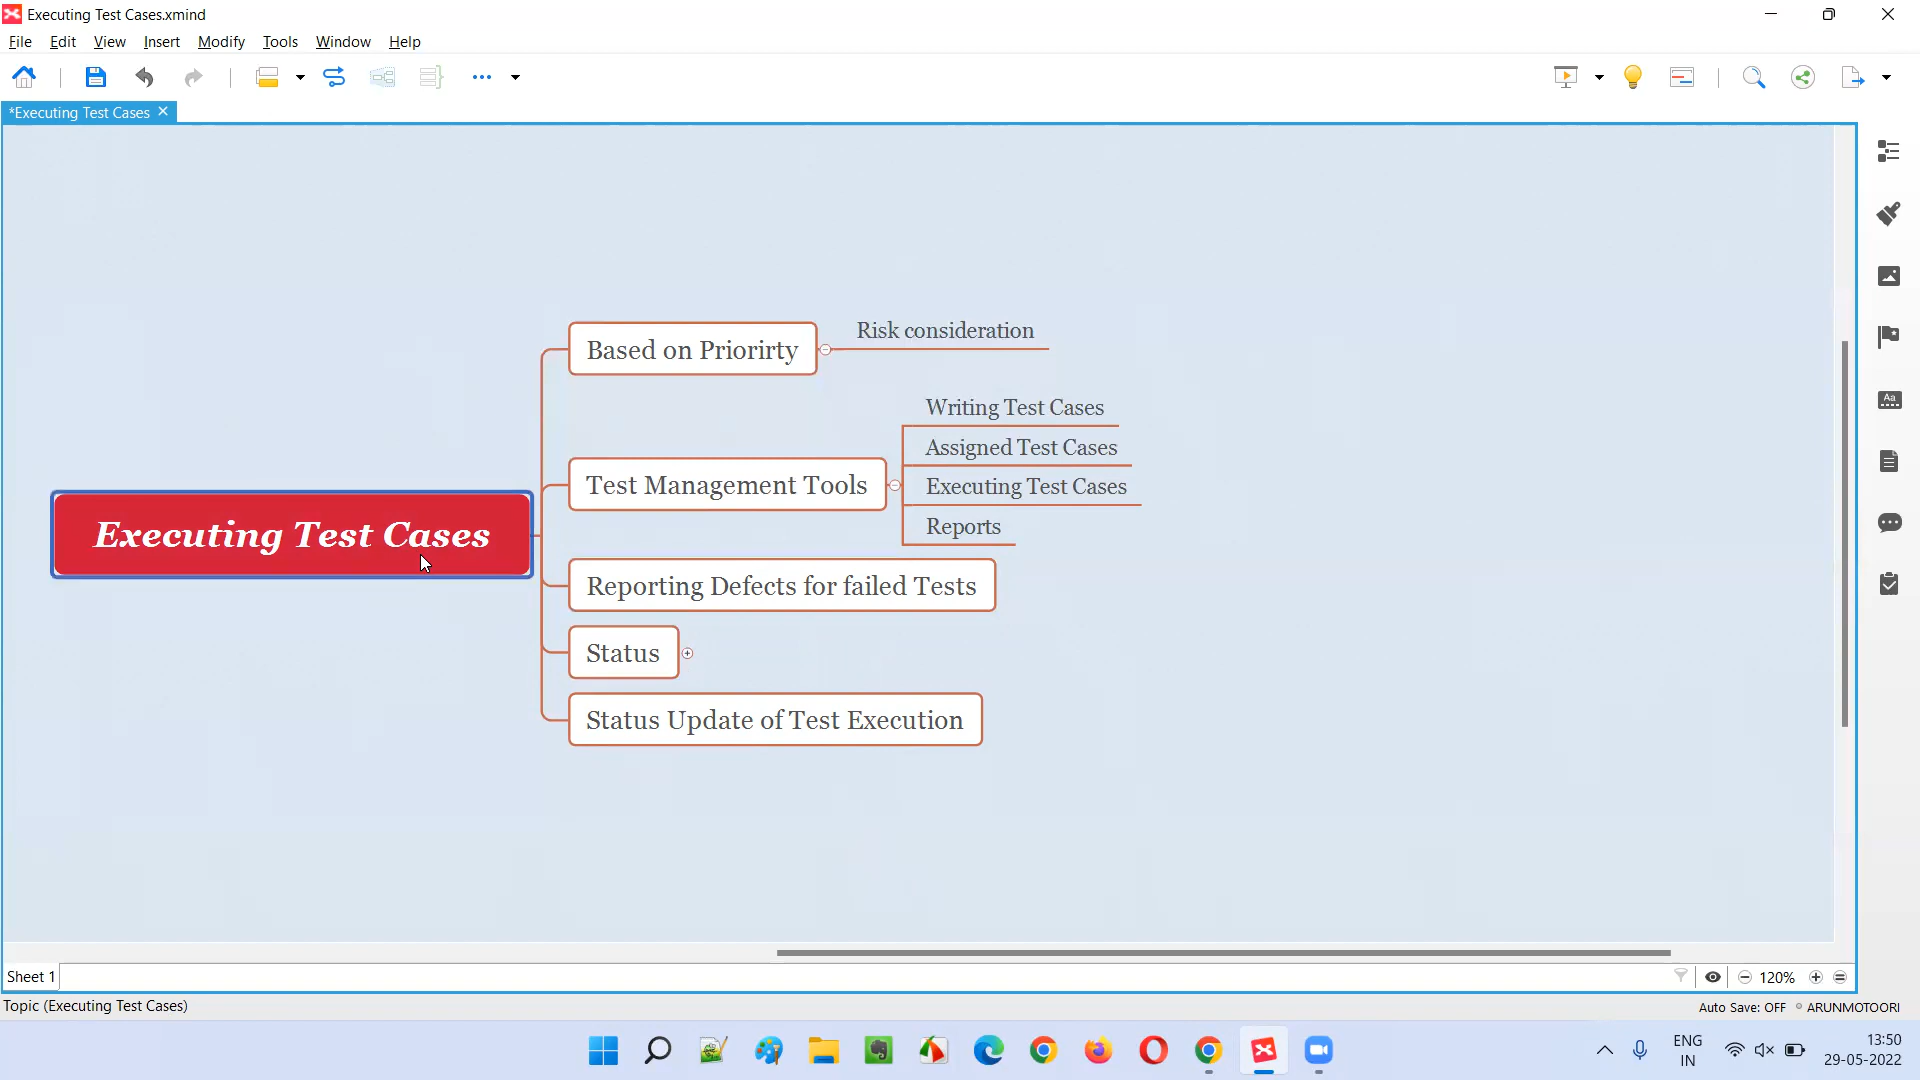 Executing Test Cases.xmind
File Edit View Insert Modify Tools Window Help
*Executing Test Cases
Risk consideration
Based on Priorirty
Writing Test Cases
Assigned Test Cases
Test Management Tools
Executing Test Cases
Reports
Executing Test Cases
Reporting Defects for failed Tests
Status
Status Update of Test Execution
Aa
Sheet 1
120%
Topic (Executing Test Cases)
Auto Save: OFF ARUNMOTOORI
ENG
IN
13:50
29-05-2022